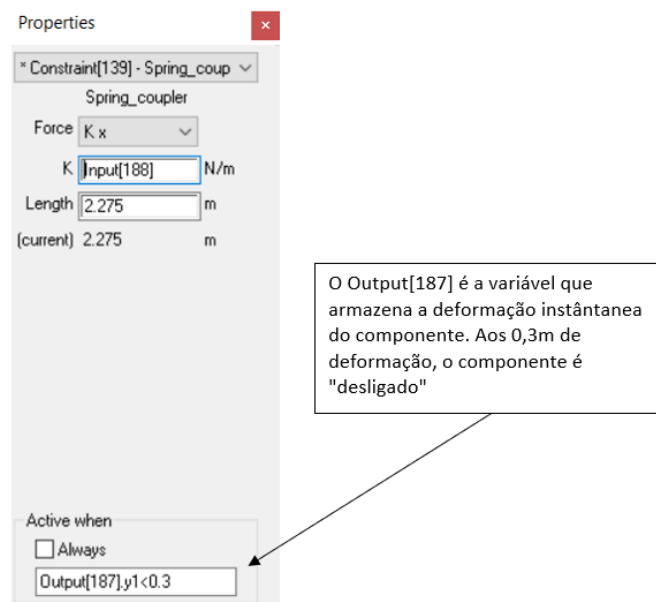 Properties
×
* Constraint[139] - Spring_coup
Spring_coupler
Force K x
K Input[188] N/m
Length 2.275 m
(current) 2.275 m
O Output[187] é a variável que
armazena a deformação instântanea
do componente. Aos 0,3m de
deformação, o componente é
"desligado"
Active when
Always
Output[187].y1<0.3